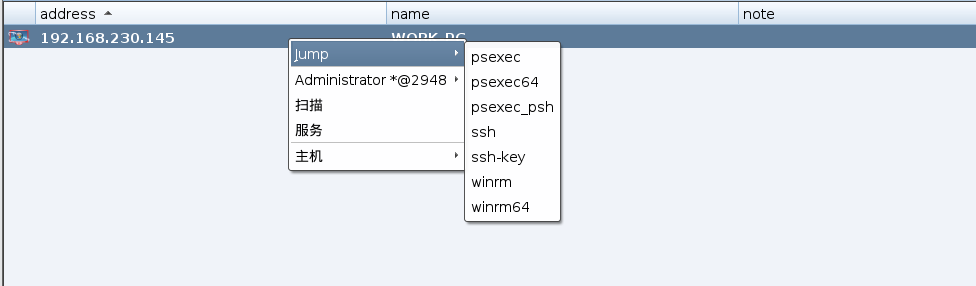 address name note
192.168.230.145 WORK-PC
Jump
Administrator *@2948
扫描
服务
主机
psexec
psexec64
psexec_psh
ssh
ssh-key
winrm
winrm64